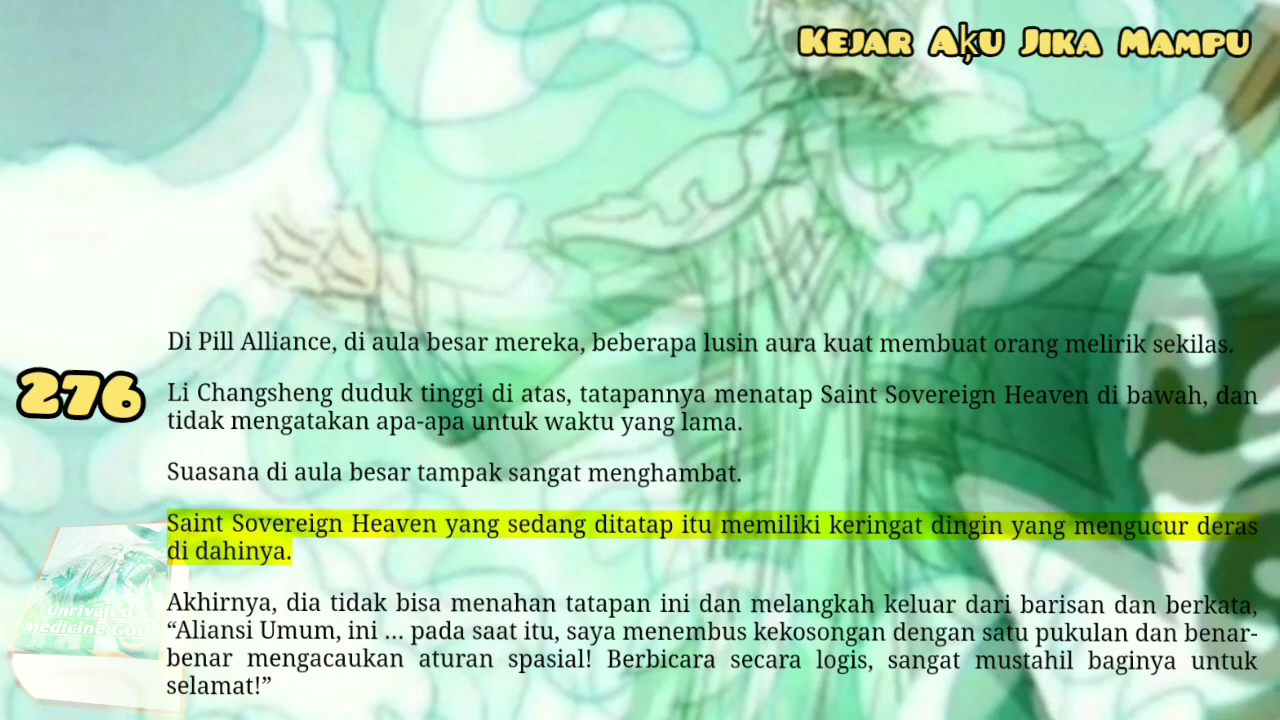 Kejar Aķu Jika Mampu
Di Pill Alliance, di aula besar mereka, beberapa lusin aura kuat membuat orang melirik sekilas.
276
Li Changsheng duduk tinggi di atas, tatapannya menatap Saint Sovereign Heaven di bawah, dan
tidak mengatakan apa-apa untuk waktu yang lama.
Suasana di aula besar tampak sangat menghambat.
Saint Sovereign Heaven yang sedang ditatap itu memiliki keringat dingin yang mengucur deras
di dahinya.
Akhirnya, dia tidak bisa menahan tatapan ini dan melangkah keluar dari barisan dan berkata,
“Aliansi Umum, ini ... pada saat itu, saya menembus kekosongan dengan satu pukulan dan benar-
benar mengacaukan aturan spasial! Berbicara secara logis, sangat mustahil baginya untuk
selamat!”
Unrivaled
Medicine God